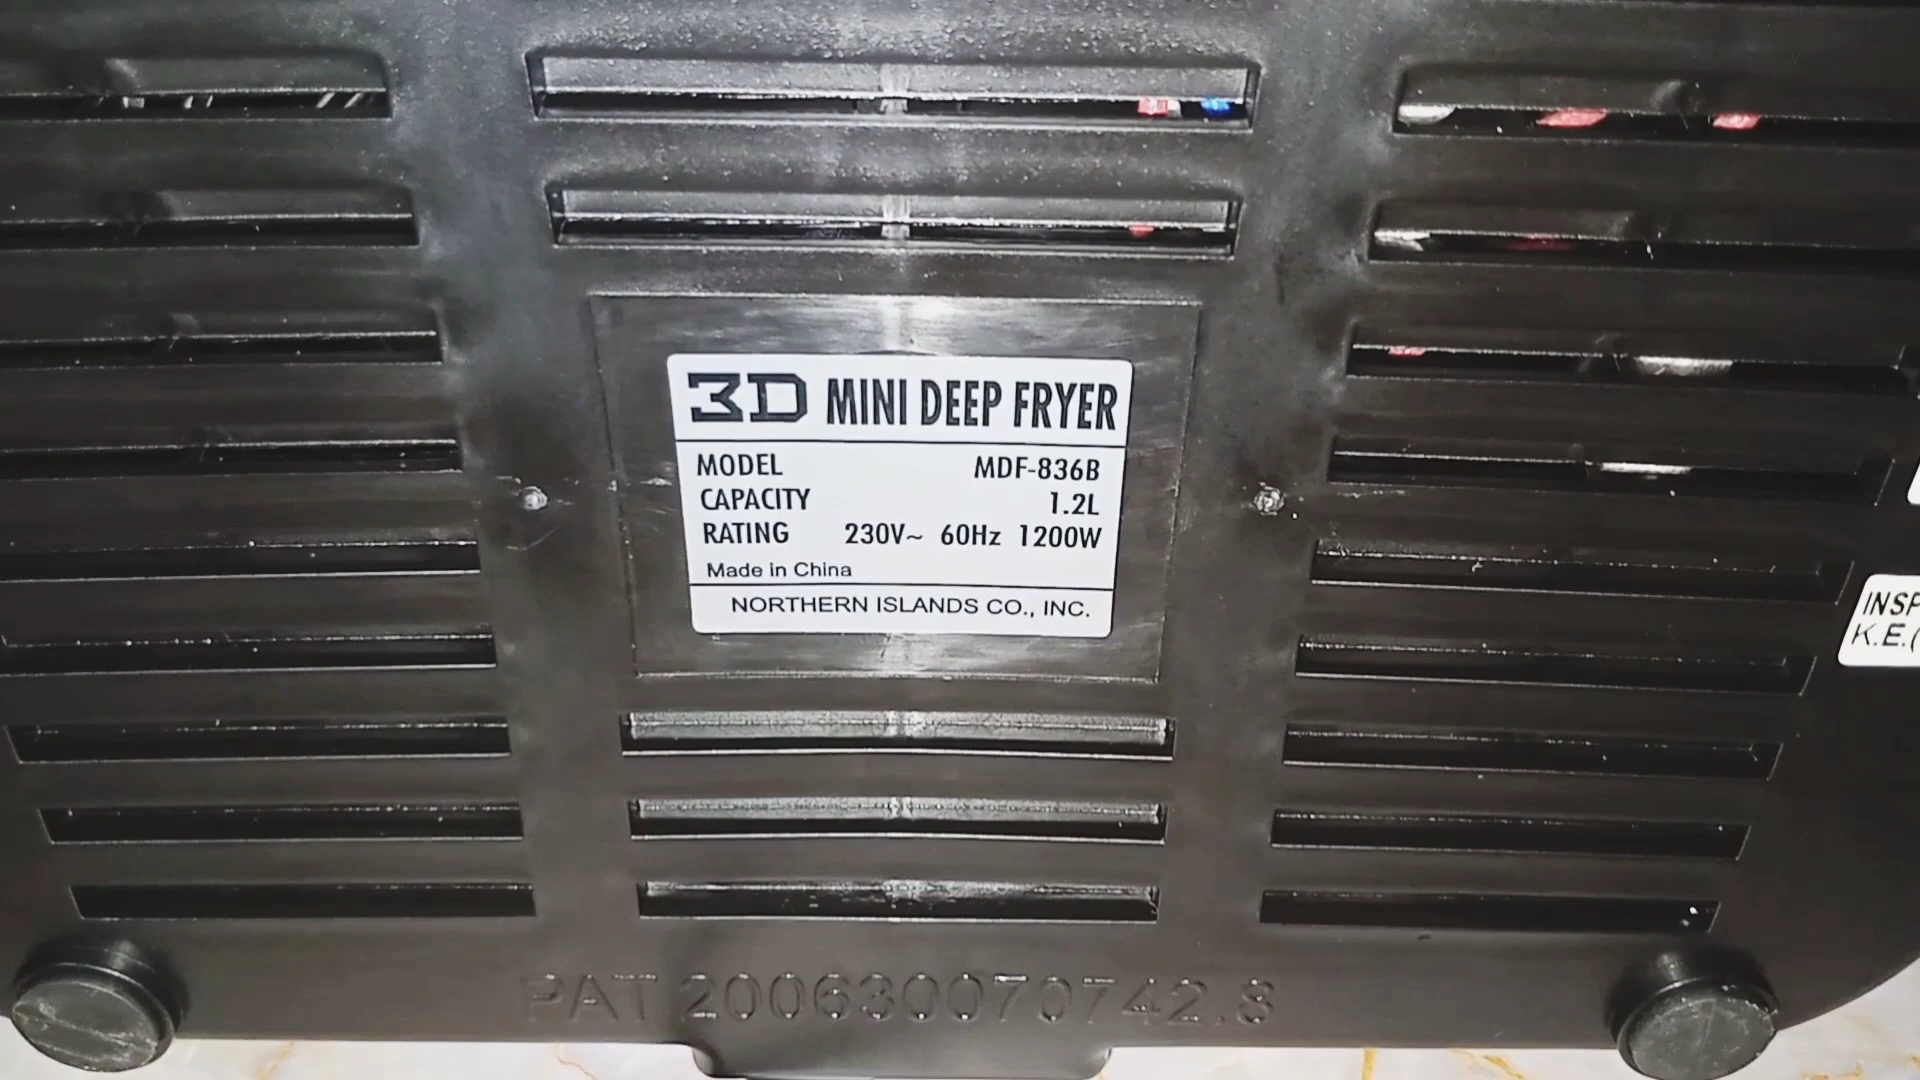 3D MINI DEEP FRYER
MODEL MDF-836B
CAPACITY 1.2L
RATING 230V~ 60Hz 1200W
Made in China
NORTHERN ISLANDS CO., INC.
INSP
K.E.(
PAT 200630070742.8